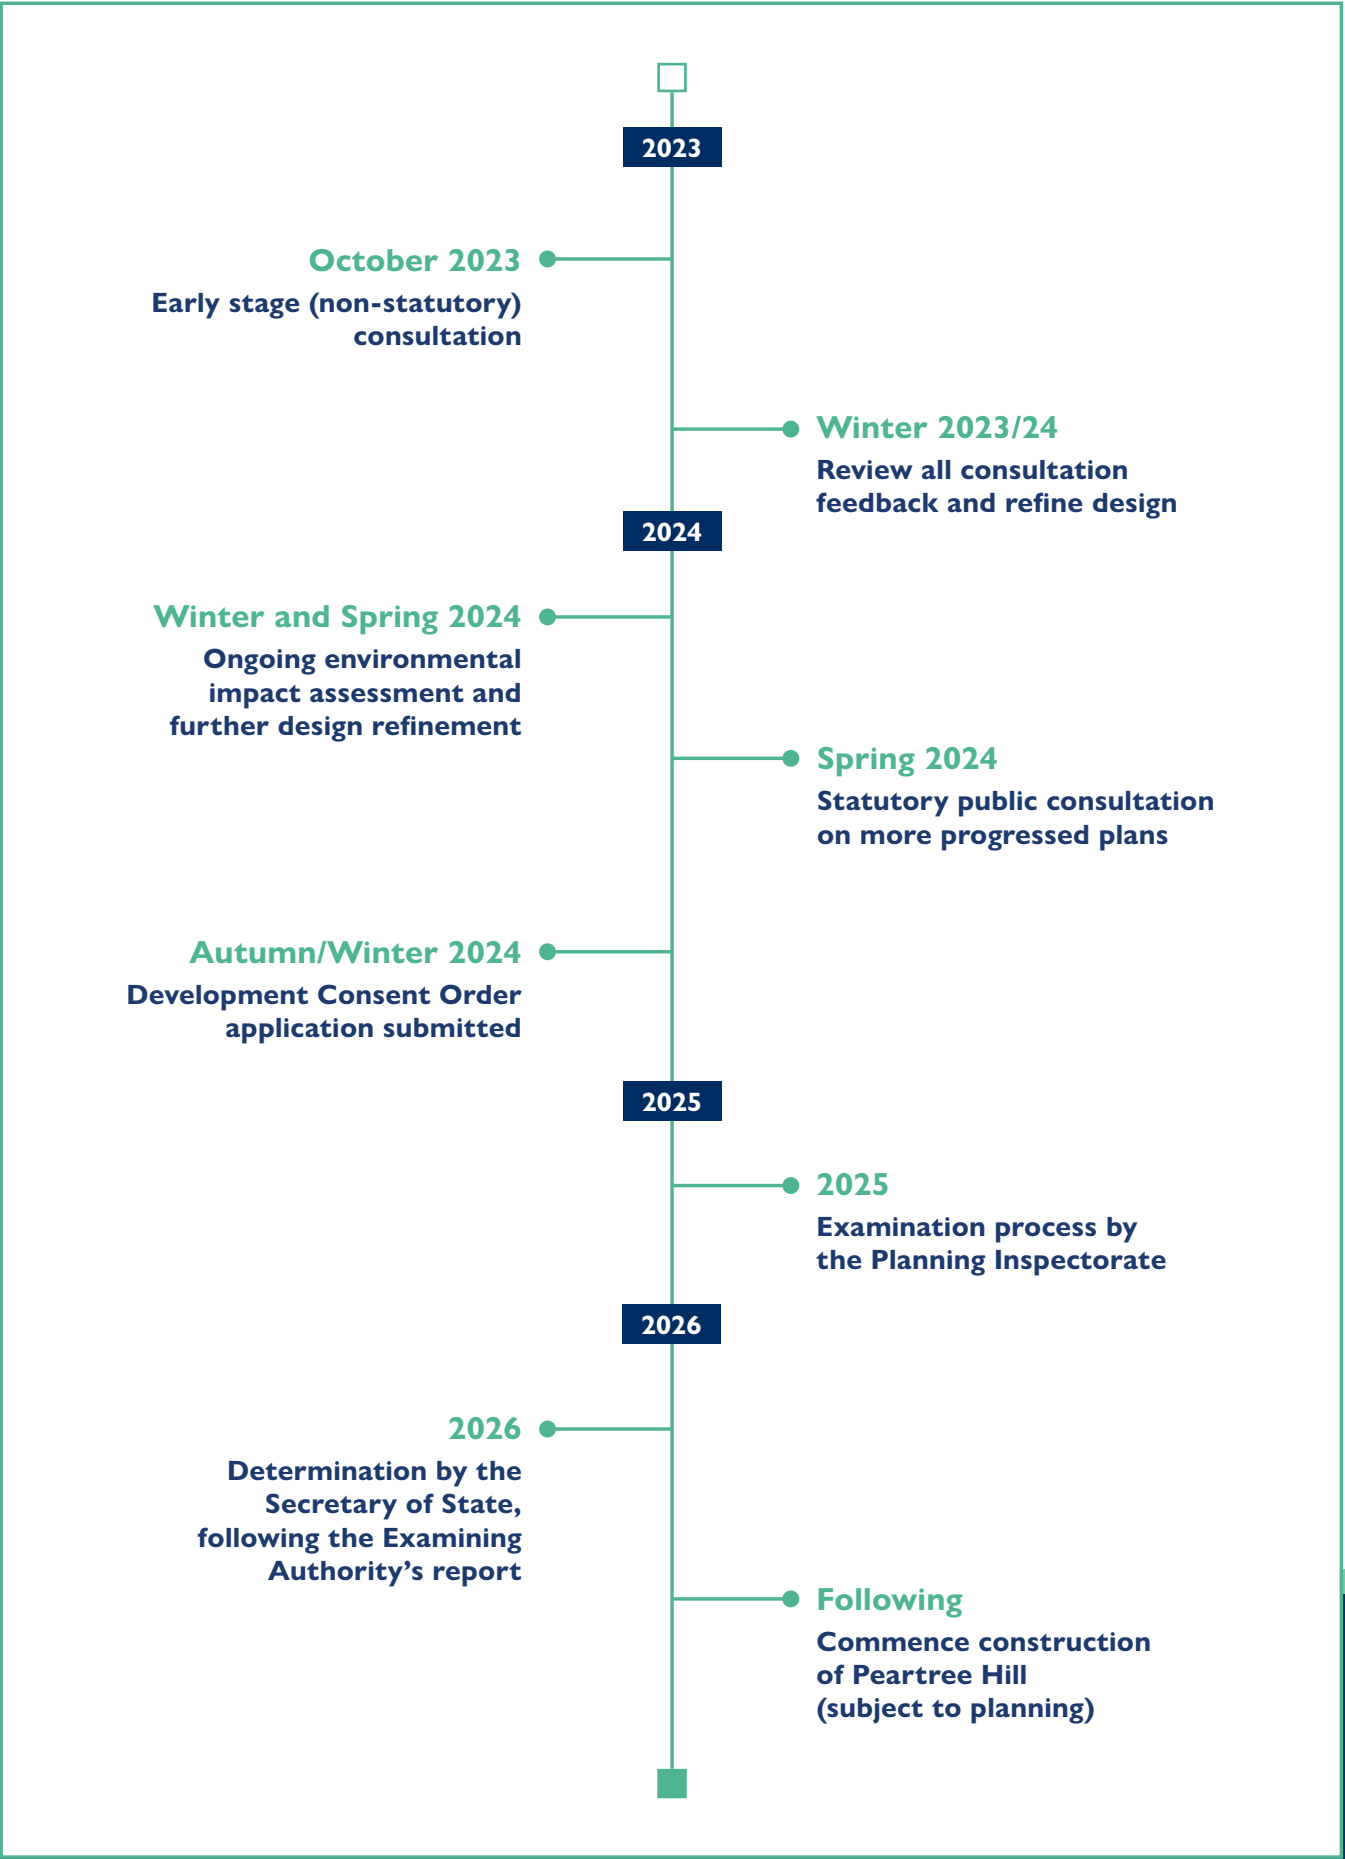 2023
October 2023
Early stage (non-statutory)
consultation
Winter 2023/24
Review all consultation
feedback and refine design
2024
Winter and Spring 2024
Ongoing environmental
impact assessment and
further design refinement
Spring 2024
Statutory public consultation
on more progressed plans
Autumn/Winter 2024
Development Consent Order
application submitted
2025
2025
Examination process by
the Planning Inspectorate
2026
2026
Determination by the
Secretary of State,
following the Examining
Authority’s report
Following
Commence construction
of Peartree Hill
(subject to planning)